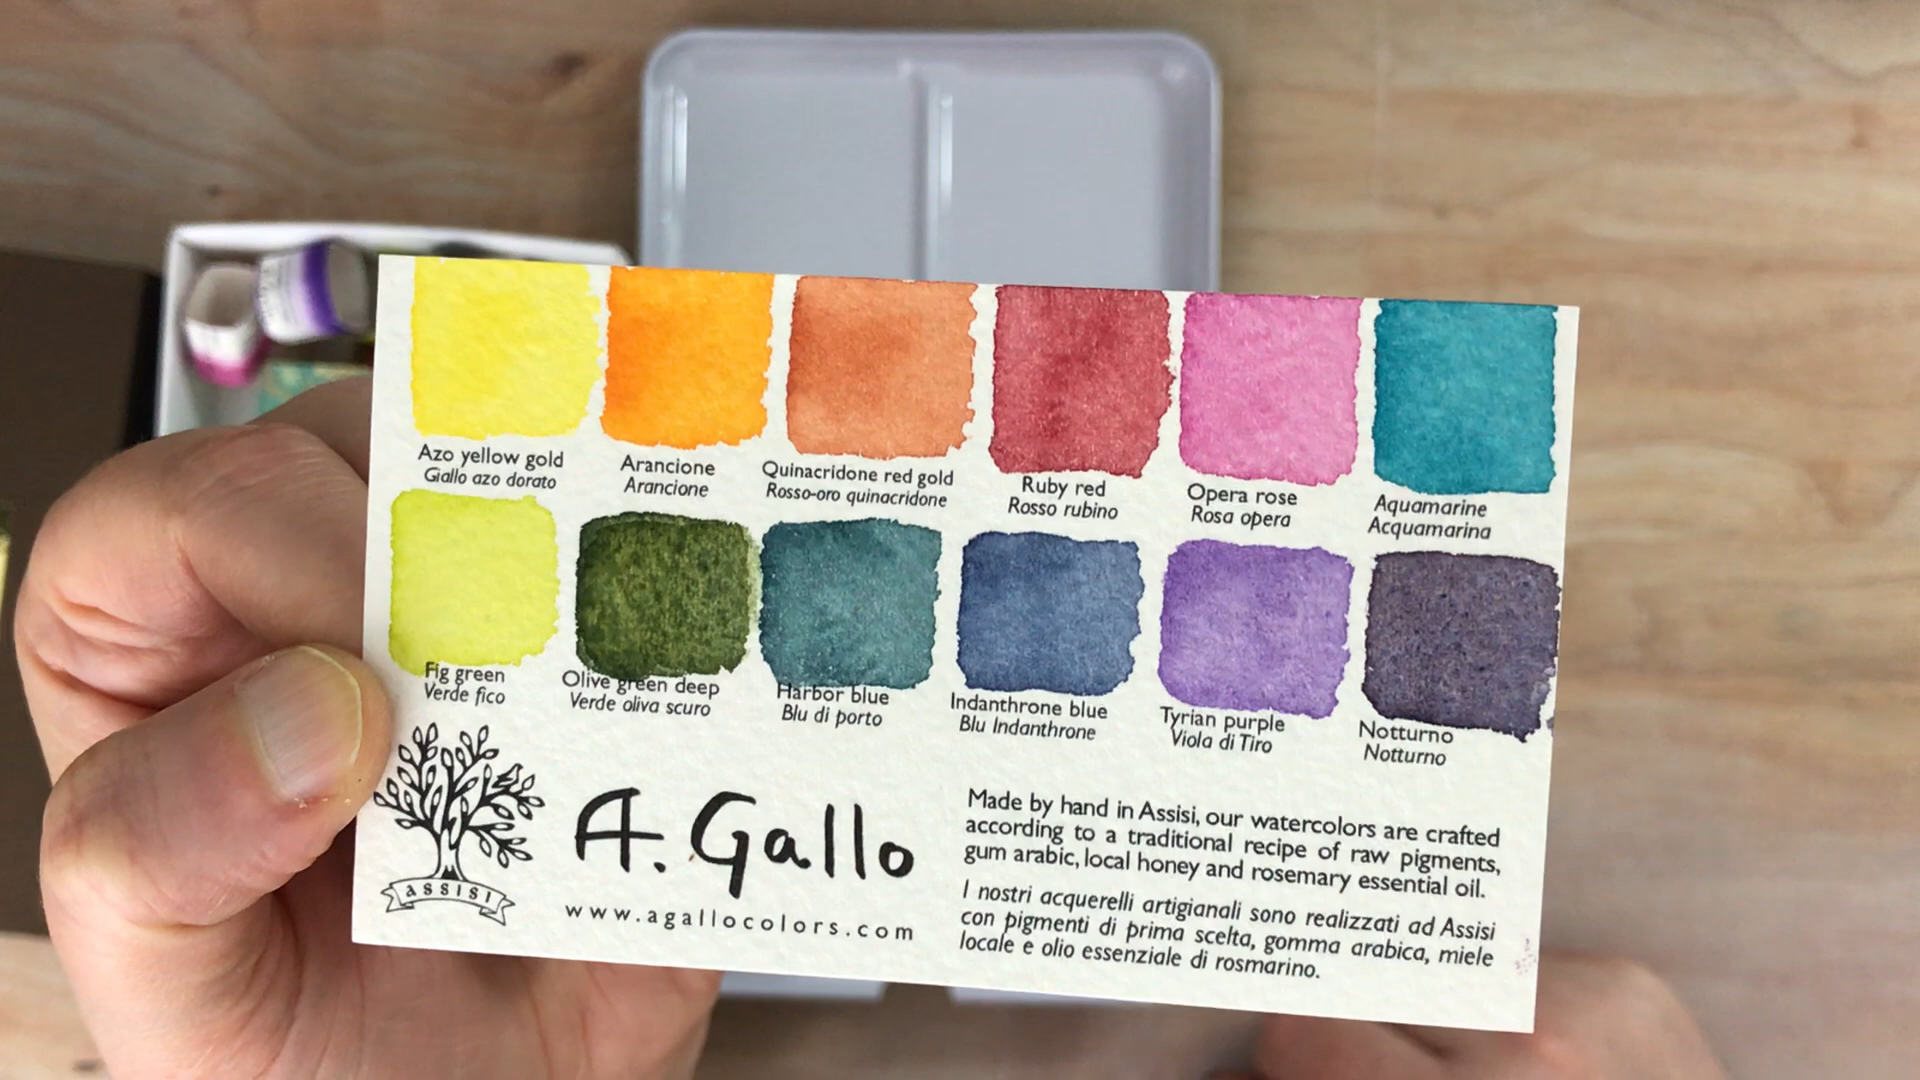 Azo yellow gold
Giallo azo dorato
Arancione
Arancione
Quinacridone red gold
Rosso-oro quinacridone
Ruby red
Rosso rubino
Opera rose
Rosa opera
Aquamarine
Acquamarina
Fig green
Verde fico
Olive green deep
Verde oliva scuro
Harbor blue
Blu di porto
Indanthrone blue
Blu Indanthrone
Tyrian purple
Viola di Tiro
Notturno
Notturno
ASSISI
A. Gallo
www.agallocolors.com
Made by hand in Assisi, our watercolors are crafted
according to a traditional recipe of raw pigments,
gum arabic, local honey and rosemary essential oil.
I nostri acquerelli artigianali sono realizzati ad Assisi
con pigmenti di prima scelta, gomma arabica, miele
locale e olio essenziale di rosmarino.